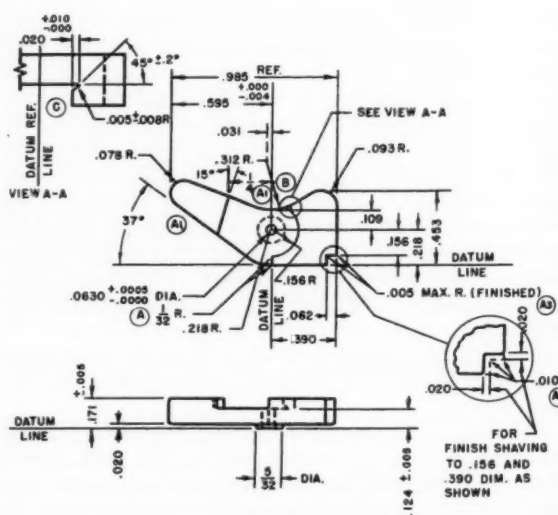 +.010
-.000
.020
45° ±.2°
C
.005±.008R
DATUM REF.
LINE
VIEW A-A
REF.
.985
+.000
-.004
.595
.031
SEE VIEW A-A
.078 R.
.312R.
15°
A1
B
.093R.
37°
.109
.156
.218
.453
DATUM
LINE
.156R
.0630 +.0005
-.0000 DIA.
A
1/32 R.
.218R.
DATUM
LINE
.062
.390
.005 MAX. R. (FINISHED)
A3
.020
.010
.020
FOR
FINISH SHAVING
TO .156 AND
.390 DIM. AS
SHOWN
±.005
.171
DATUM
LINE
.020
5/32 DIA.
.124 ±.005